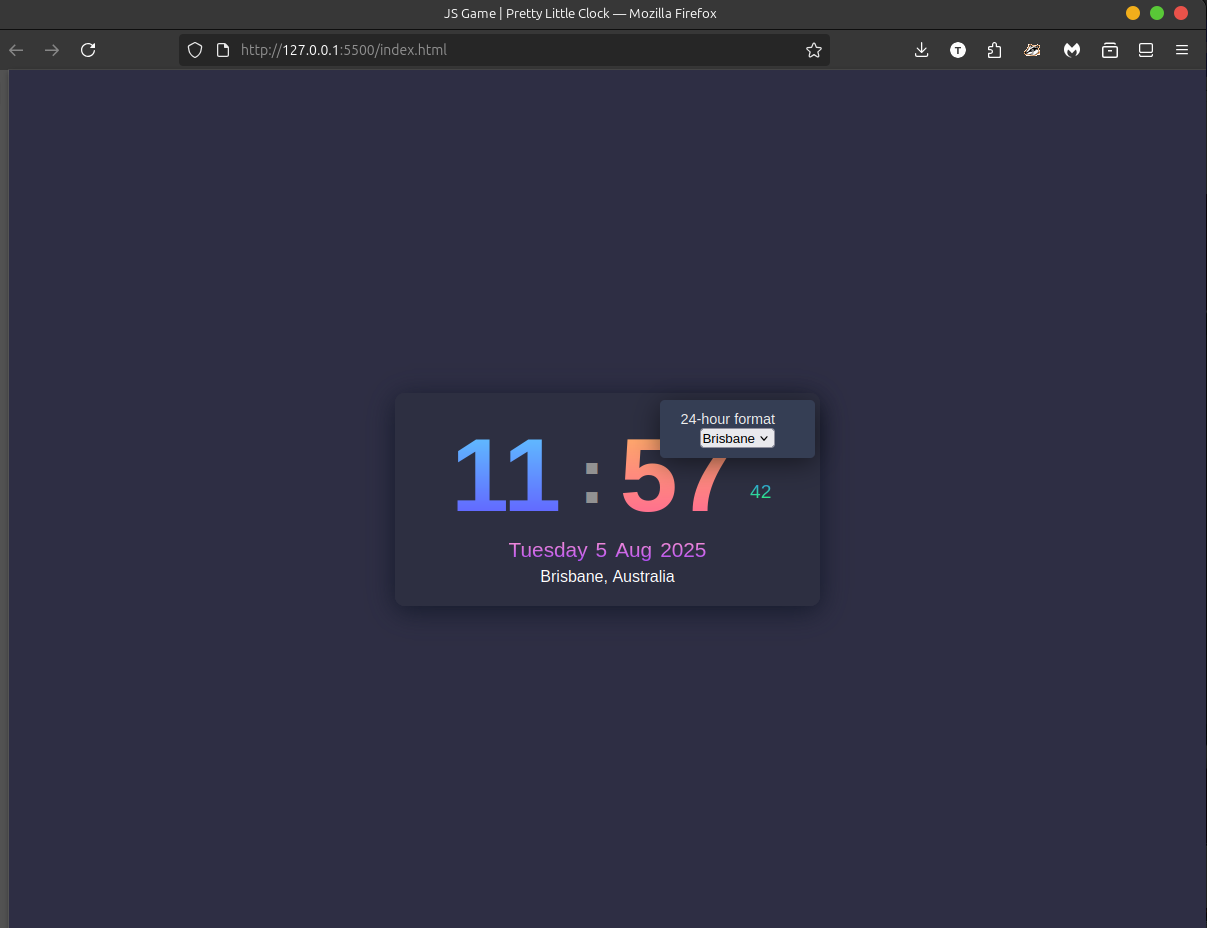 JS Game | Pretty Little Clock — Mozilla Firefox
http://127.0.0.1:5500/index.html
T
24-hour format
Brisbane
11 : 57
42
Tuesday 5 Aug 2025
Brisbane, Australia